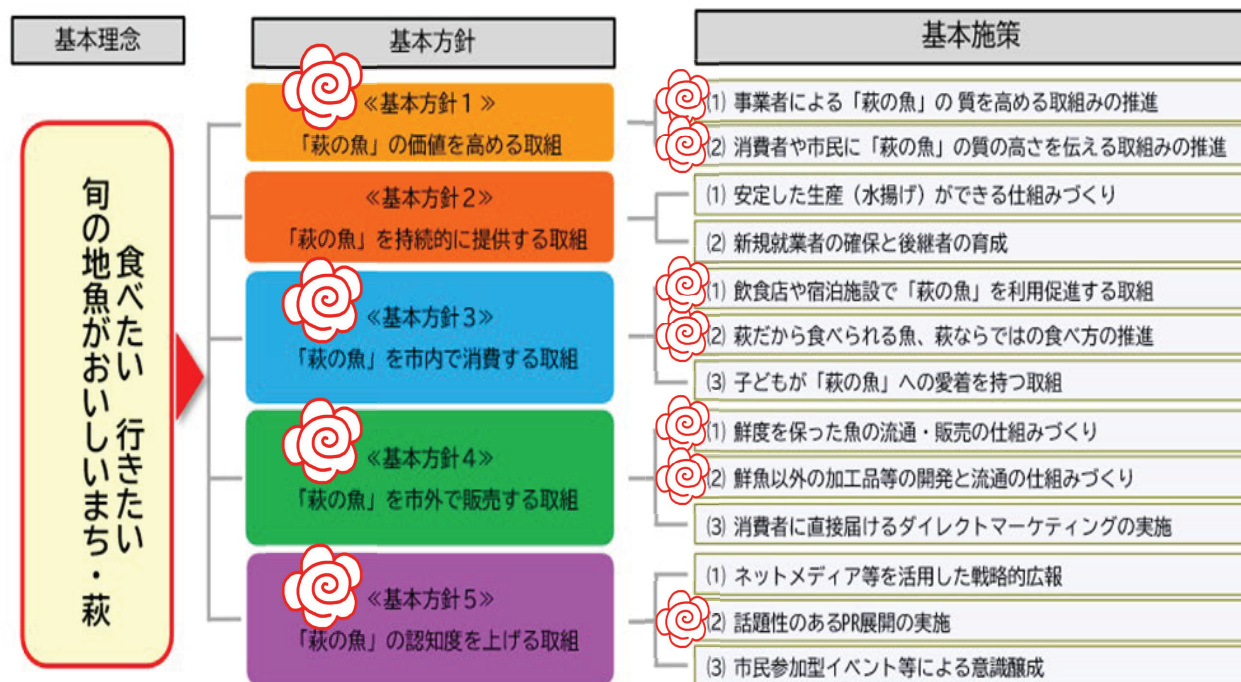 基本理念
基本方針
基本施策
食べたい 行きたい
旬の地魚がおいしいまち・萩
≪基本方針1≫
「萩の魚」の価値を高める取組
(1) 事業者による「萩の魚」の 質を高める取組みの推進
(2) 消費者や市民に「萩の魚」の質の高さを伝える取組みの推進
≪基本方針2≫
「萩の魚」を持続的に提供する取組
(1) 安定した生産（水揚げ）ができる仕組みづくり
(2) 新規就業者の確保と後継者の育成
≪基本方針3≫
「萩の魚」を市内で消費する取組
(1) 飲食店や宿泊施設で「萩の魚」を利用促進する取組
(2) 萩だから食べられる魚、萩ならではの食べ方の推進
(3) 子どもが「萩の魚」への愛着を持つ取組
≪基本方針4≫
「萩の魚」を市外で販売する取組
(1) 鮮度を保った魚の流通・販売の仕組みづくり
(2) 鮮魚以外の加工品等の開発と流通の仕組みづくり
(3) 消費者に直接届けるダイレクトマーケティングの実施
≪基本方針5≫
「萩の魚」の認知度を上げる取組
(1) ネットメディア等を活用した戦略的広報
(2) 話題性のあるPR展開の実施
(3) 市民参加型イベント等による意識醸成